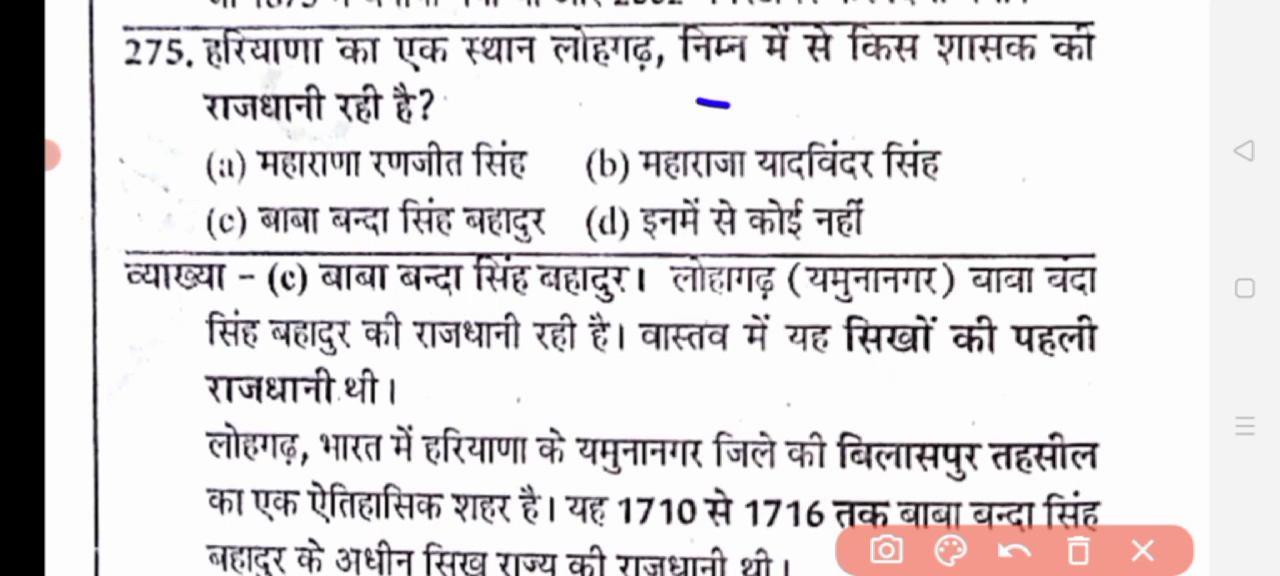 275. हरियाणा का एक स्थान लोहगढ़, निम्न में से किस शासक की
राजधानी रही है?
(a) महाराणा रणजीत सिंह (b) महाराजा यादविंदर सिंह
(c) बाबा बन्दा सिंह बहादुर (d) इनमें से कोई नहीं
व्याख्या - (c) बाबा बन्दा सिंह बहादुर। लोहागढ़ (यमुनानगर) बाबा बंदा
सिंह बहादुर की राजधानी रही है। वास्तव में यह सिखों की पहली
राजधानी थी।
लोहगढ़, भारत में हरियाणा के यमुनानगर जिले की बिलासपुर तहसील
का एक ऐतिहासिक शहर है। यह 1710 से 1716 तक बाबा बन्दा सिंह
बहादुर के अधीन सिख राज्य की राजधानी थी।